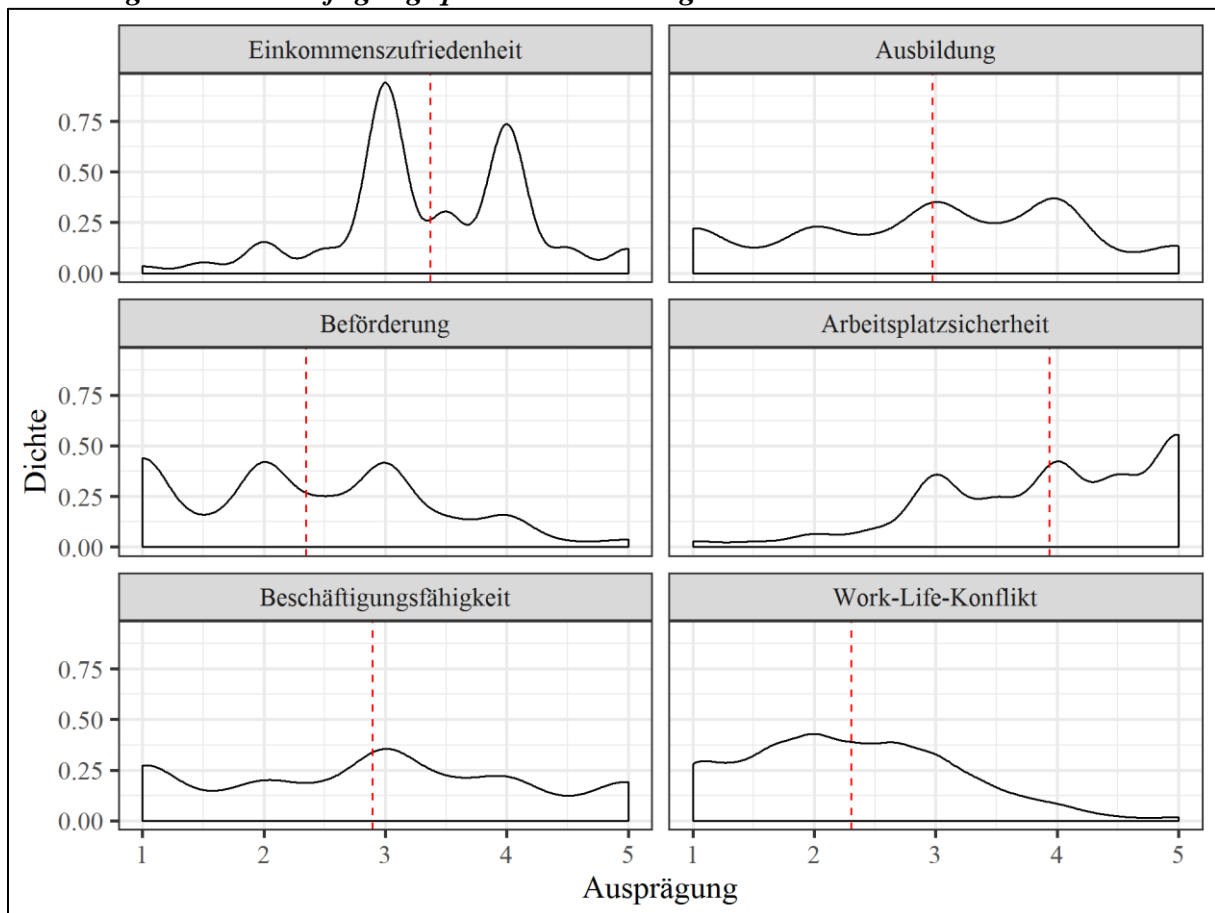 Einkommenszufriedenheit
Ausbildung
0.75
0.50
0.25
0.00
Beförderung
Arbeitsplatzsicherheit
0.75
0.50
0.25
0.00
Dichte
Beschäftigungsfähigkeit
Work-Life-Konflikt
0.75
0.50
0.25
0.00
1 2 3 4 5 1 2 3 4 5
Ausprägung